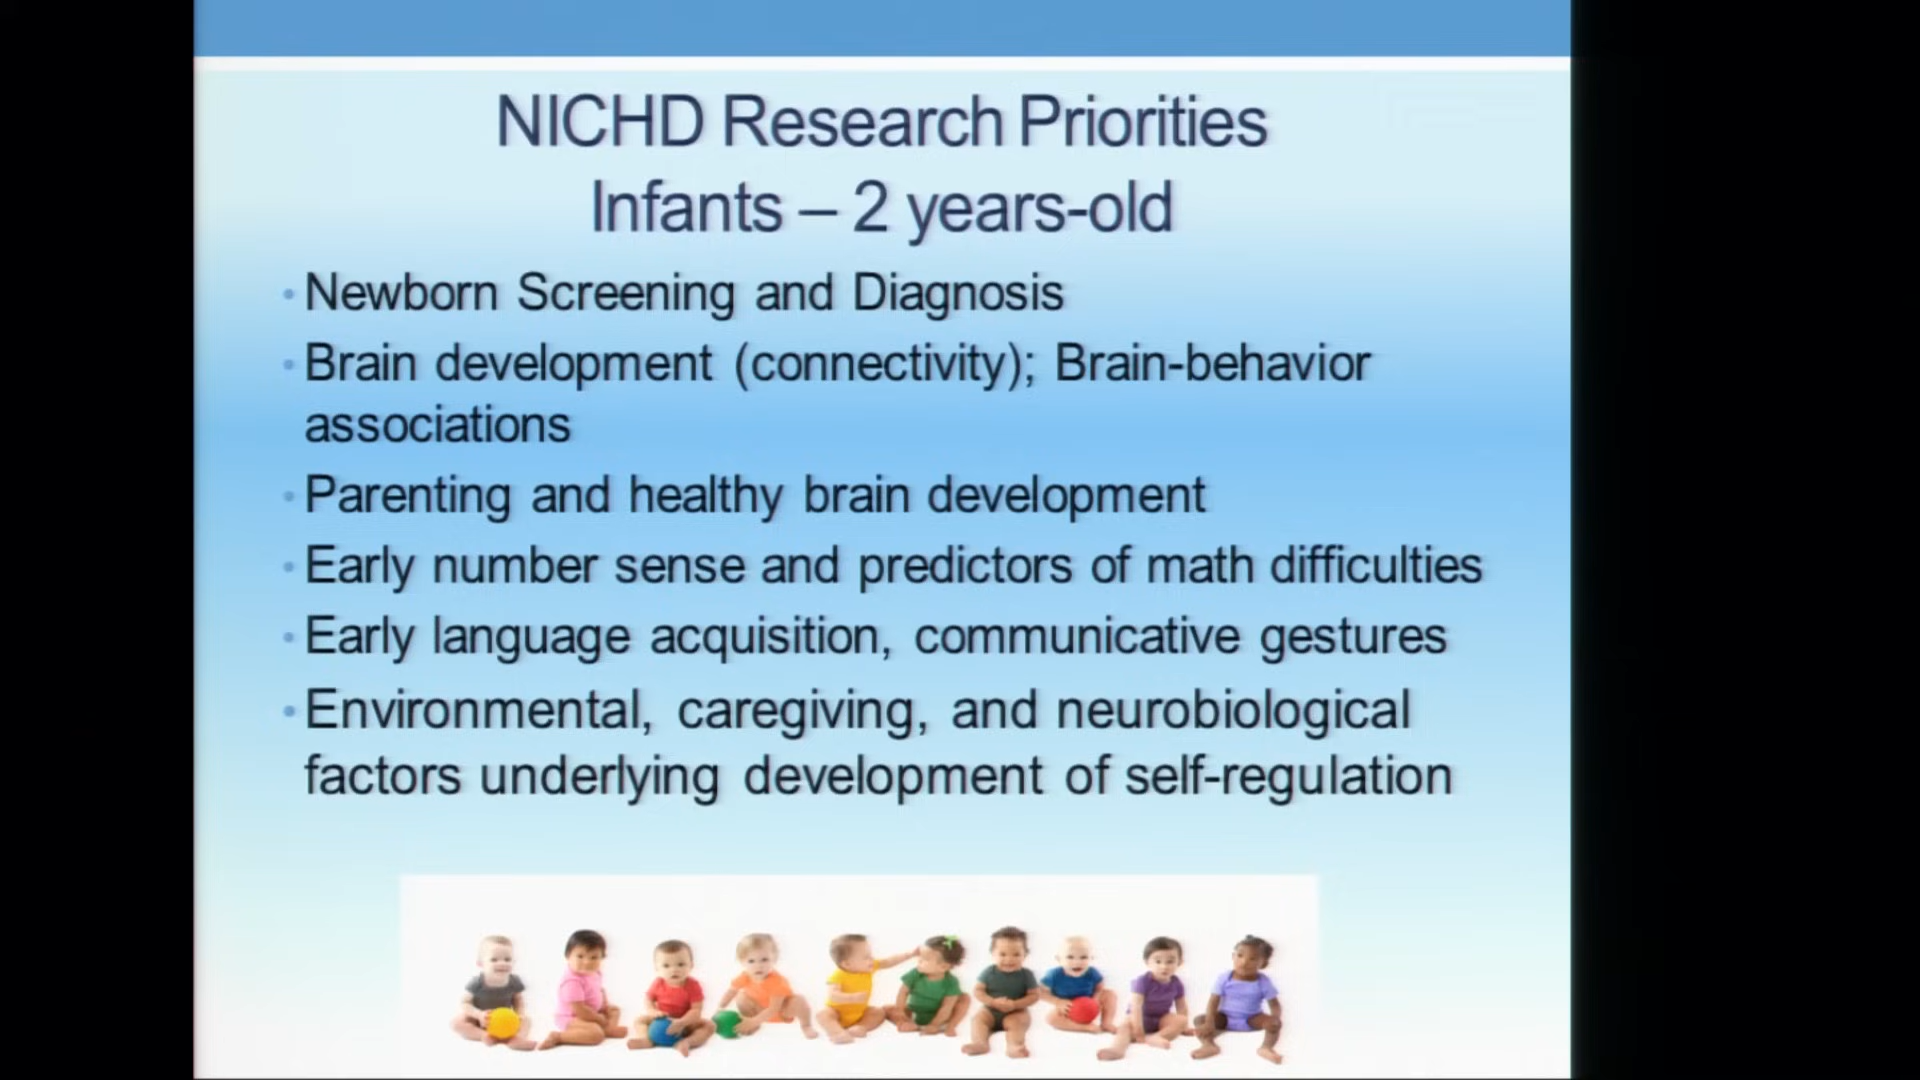 NICHD Research Priorities
Infants – 2 years-old
• Newborn Screening and Diagnosis
• Brain development (connectivity); Brain-behavior
associations
• Parenting and healthy brain development
• Early number sense and predictors of math difficulties
• Early language acquisition, communicative gestures
• Environmental, caregiving, and neurobiological
factors underlying development of self-regulation